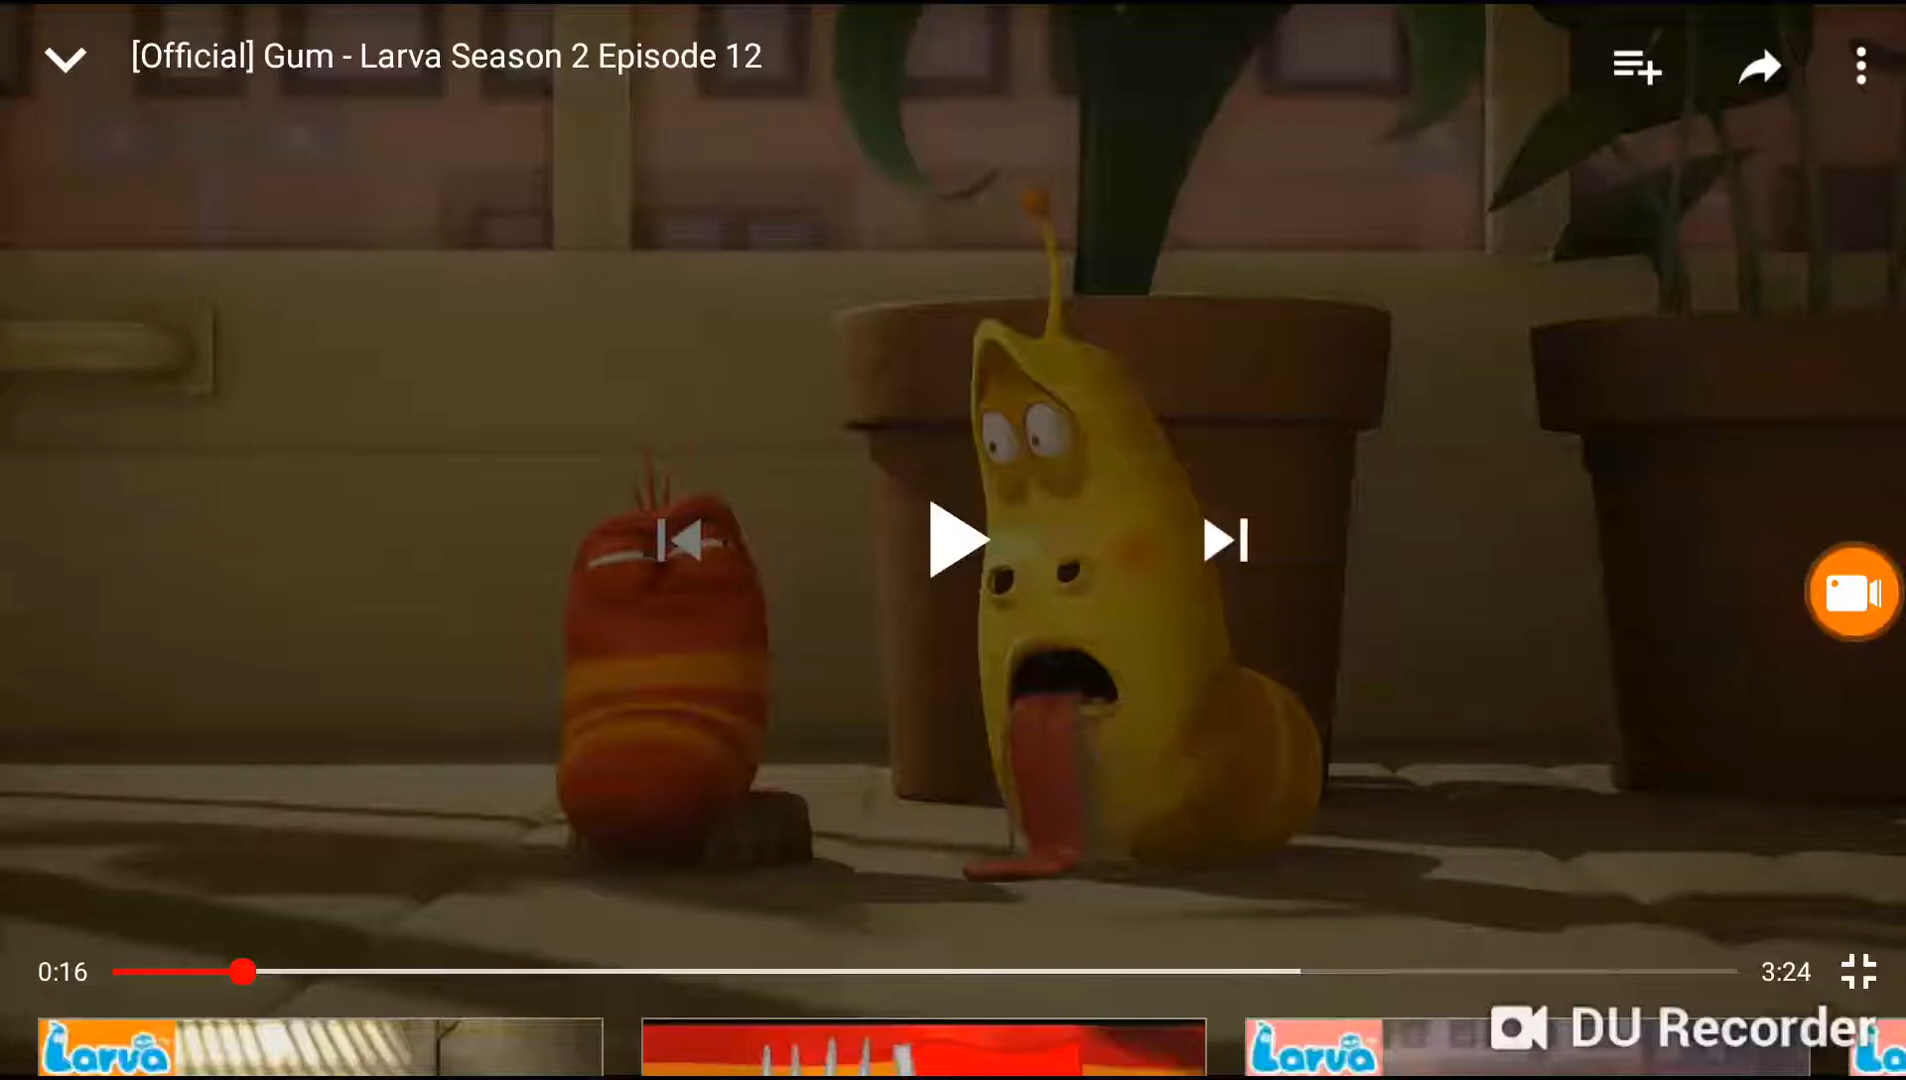 [Official] Gum - Larva Season 2 Episode 12
0:16
3:24
Larva
Larva
DU Recorder